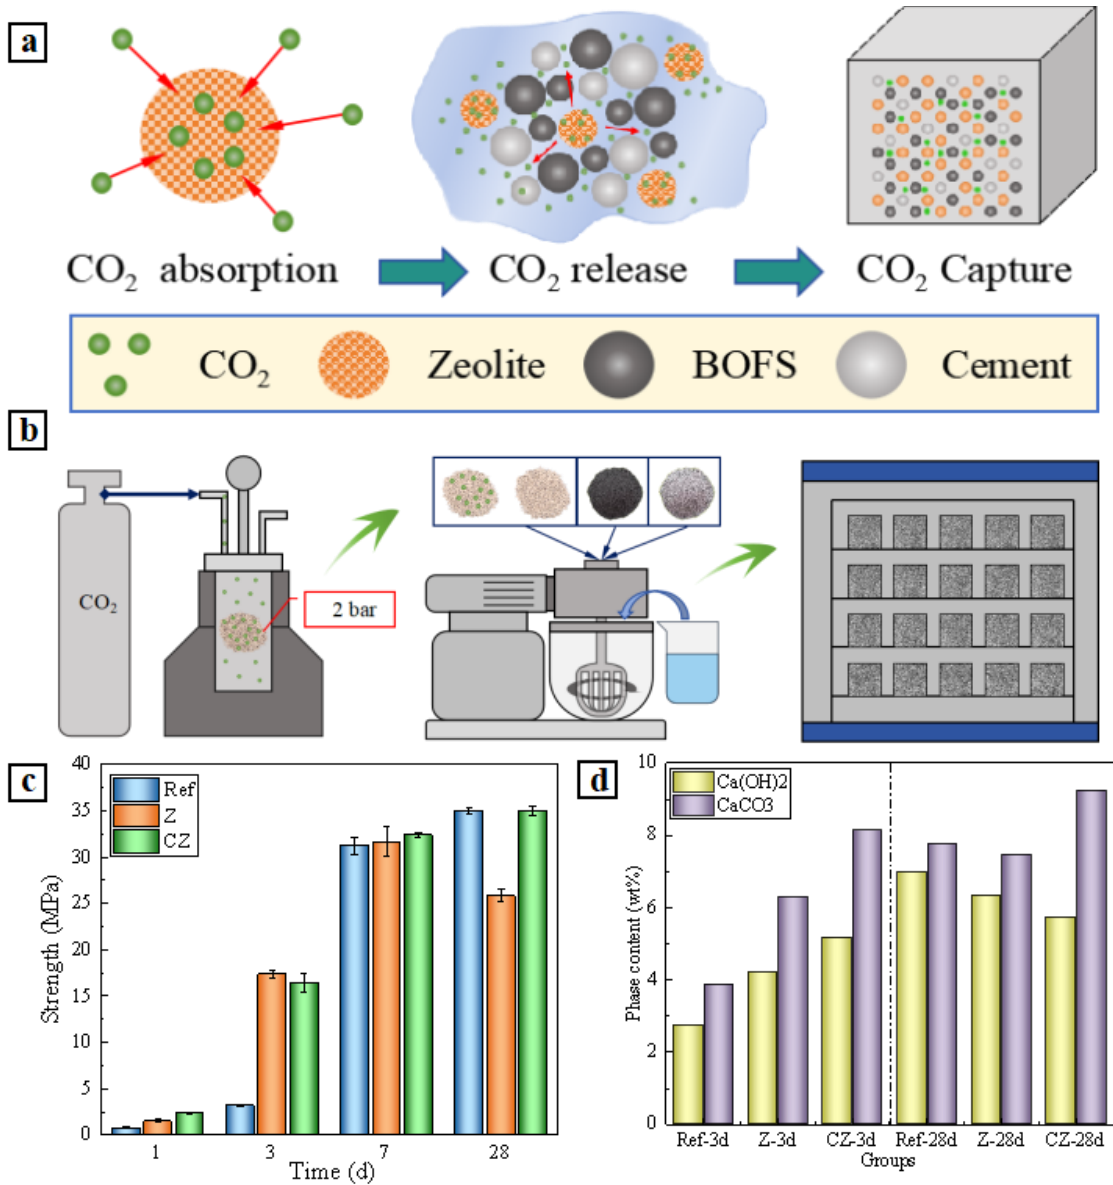 a
CO₂ absorption
CO₂ release
CO₂ Capture
CO₂
Zeolite
BOFS
Cement
b
CO₂
2 bar
c
40
35
30
25
20
15
10
5
0
Strength (MPa)
Ref
Z
CZ
1
3
7
28
Time (d)
d
10
8
6
4
2
0
Phase content (wt%)
Ca(OH)2
CaCO3
Ref-3d
Z-3d
CZ-3d
Ref-28d
Z-28d
CZ-28d
Groups